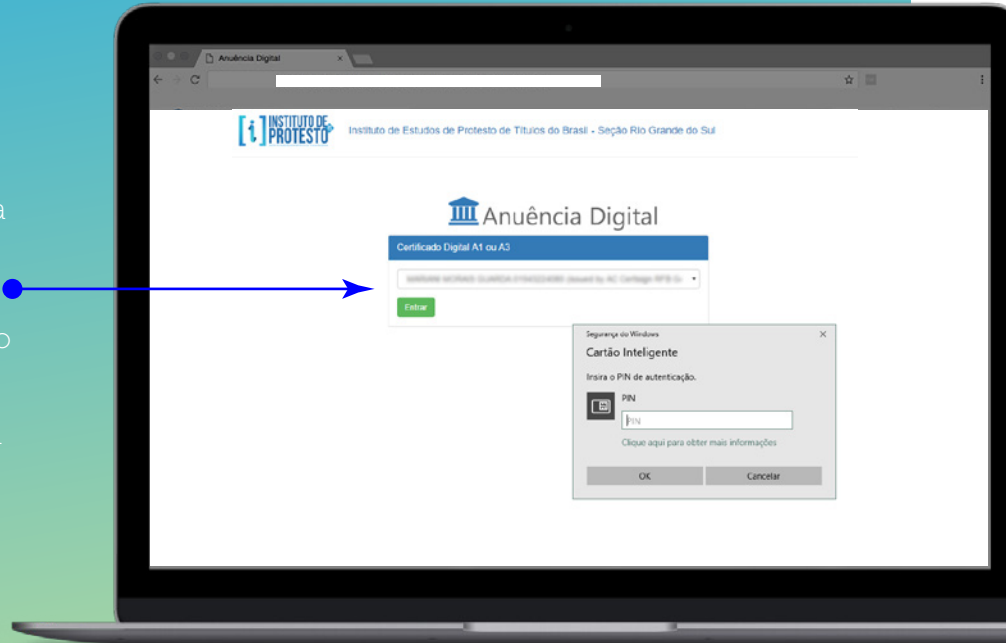 Anuência Digital
[i] INSTITUTO DE PROTESTO
Instituto de Estudos de Protesto de Títulos do Brasil - Seção Rio Grande do Sul
Anuência Digital
Certificado Digital A1 ou A3
Entrar
Segurança do Windows
Cartão Inteligente
Insira o PIN de autenticação.
PIN
PIN
Clique aqui para obter mais informações
OK Cancelar
a
o